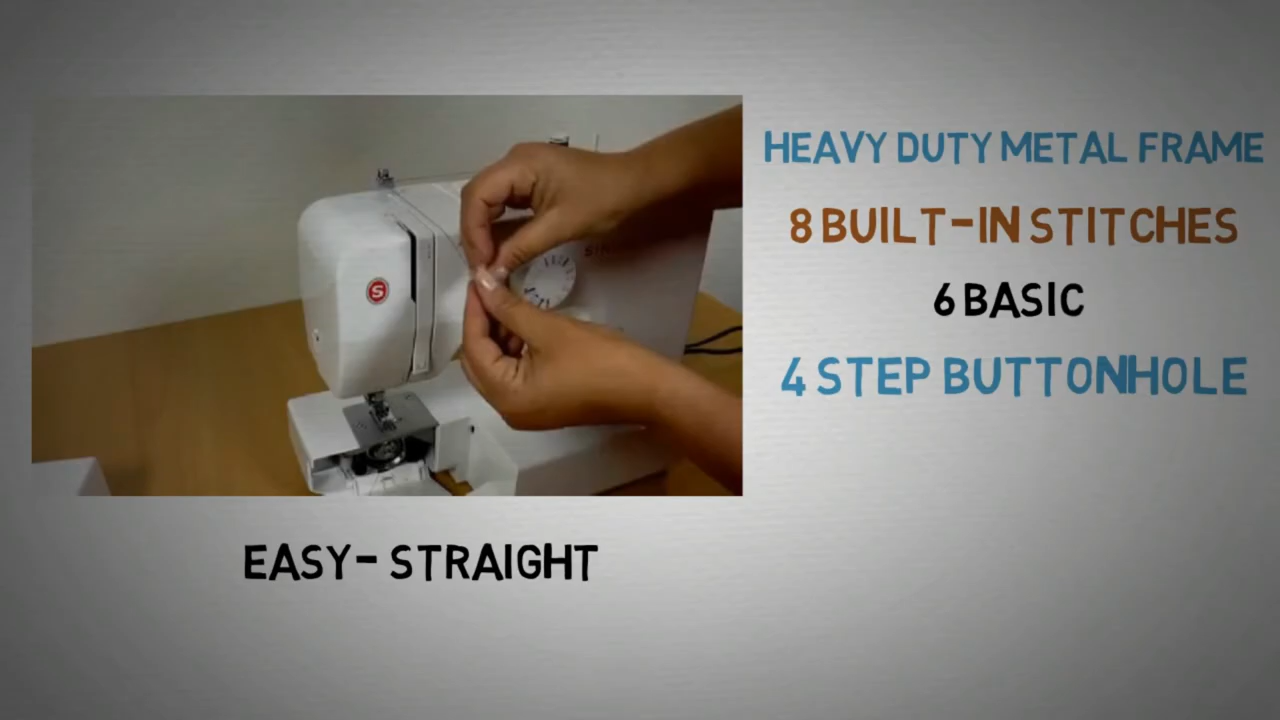 HEAVY DUTY METAL FRAME
8 BUILT-IN STITCHES
6 BASIC
4 STEP BUTTONHOLE
S
EASY- STRAIGHT